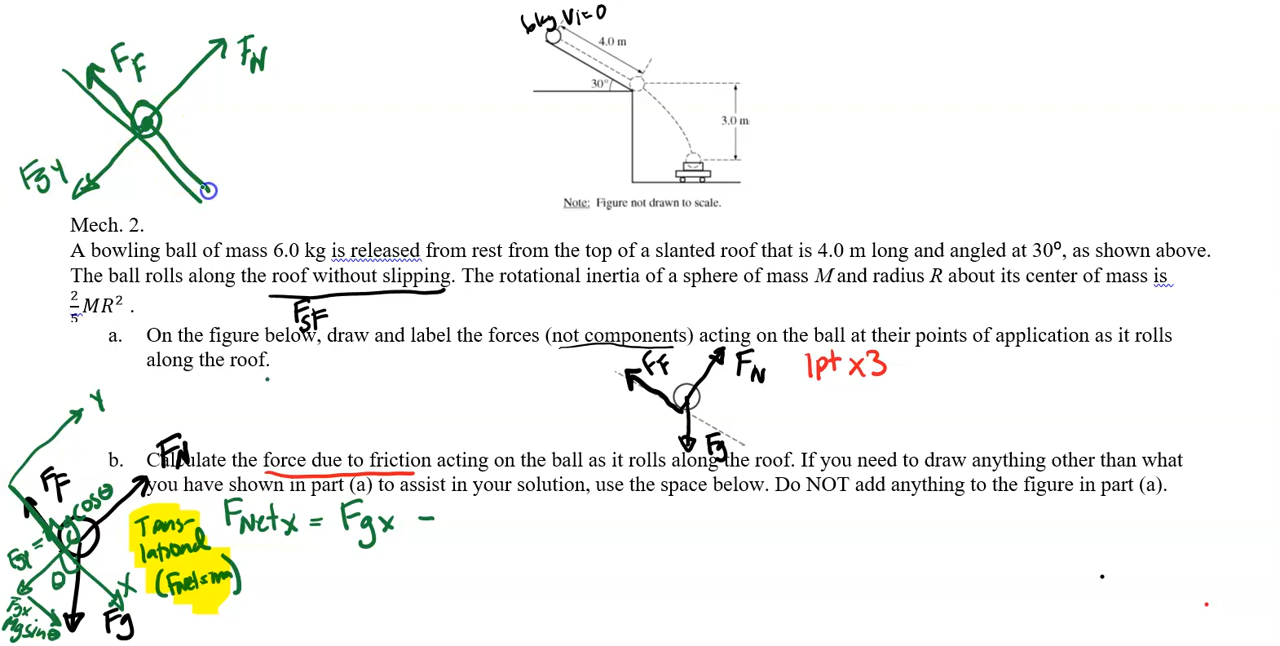 6kg Vi=0
4.0 m
30°
3.0 m
Note: Figure not drawn to scale.
FF
FN
Fgy
Mech. 2.
A bowling ball of mass 6.0 kg is released from rest from the top of a slanted roof that is 4.0 m long and angled at 30⁰, as shown above.
The ball rolls along the roof without slipping. The rotational inertia of a sphere of mass M and radius R about its center of mass is
2/5 MR² .
FSF
a. On the figure below, draw and label the forces (not components) acting on the ball at their points of application as it rolls
along the roof.
FF
FN
1pt x3
Fg
b. Calculate the force due to friction acting on the ball as it rolls along the roof. If you need to draw anything other than what
you have shown in part (a) to assist in your solution, use the space below. Do NOT add anything to the figure in part (a).
Y
FN
FF
cosθ
θ
X
Fgx
Mgsinθ
Fg
Trans-
lational
FNetx = Fgx -